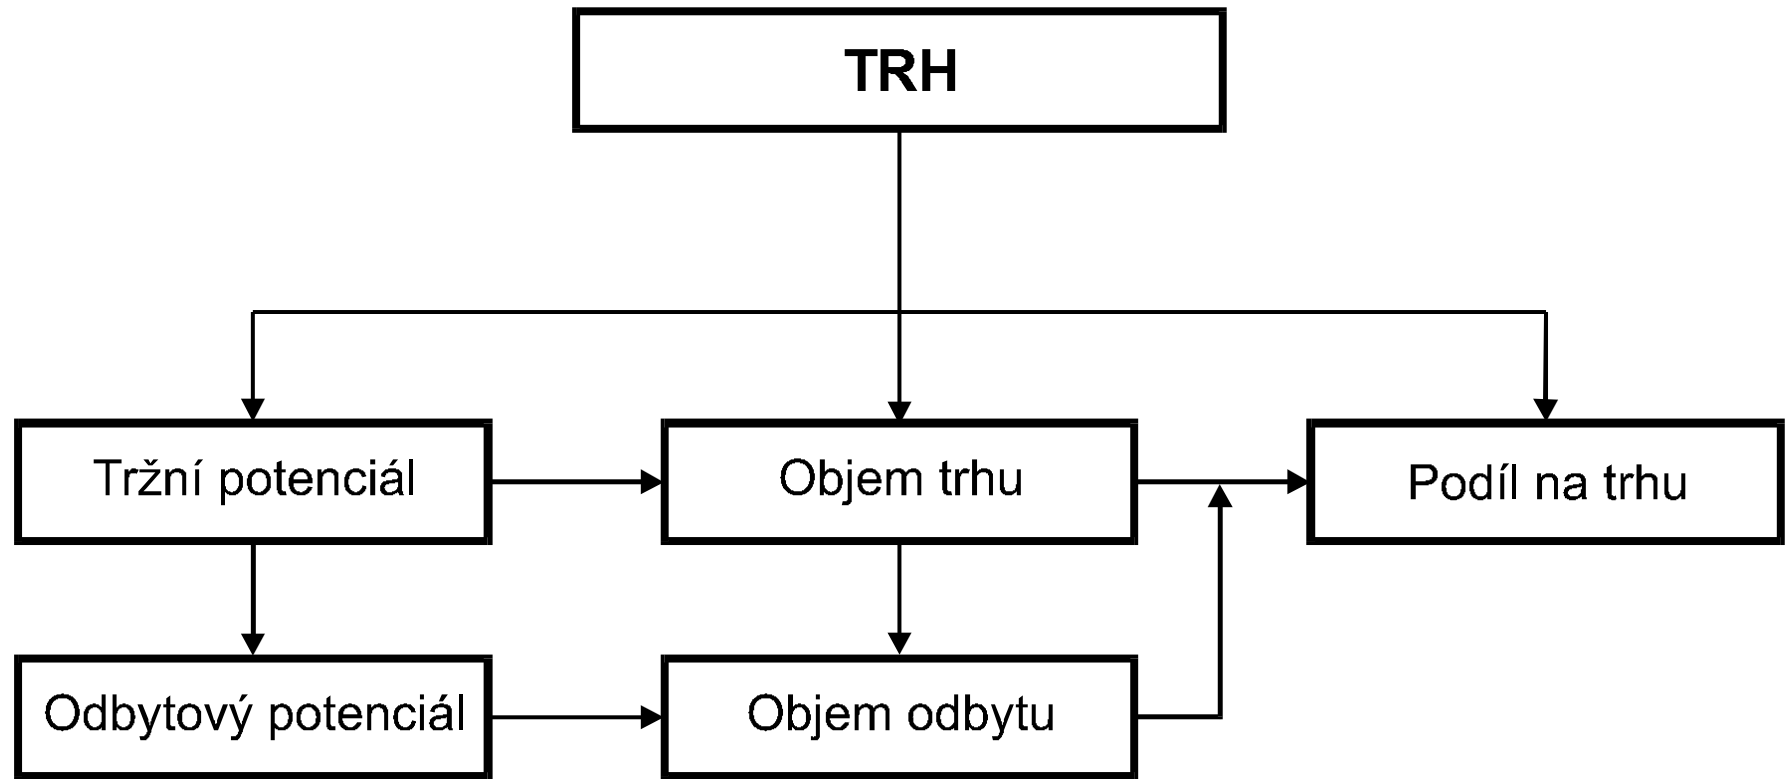 TRH
Tržní potenciál
Objem trhu
Podíl na trhu
Odbytový potenciál
Objem odbytu